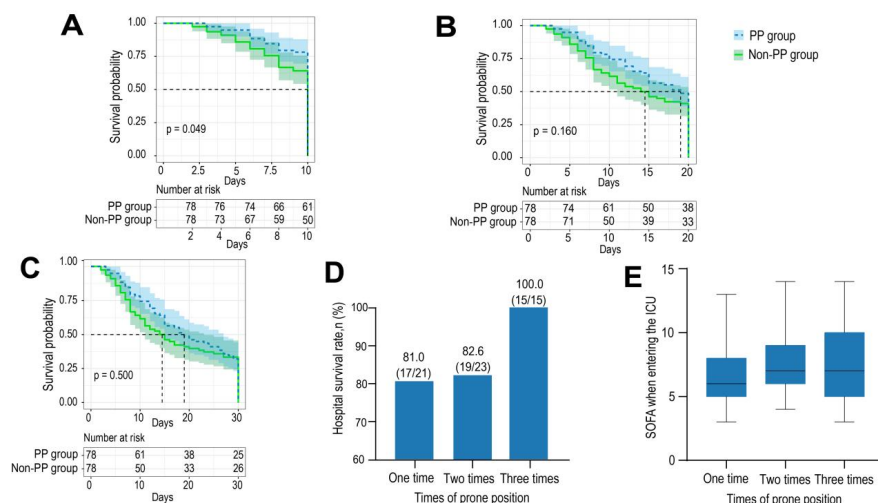 A
Survival probability
1.00
0.75
0.50
0.25
0.00
p = 0.049
0 2.5 5 7.5 10
Days
Number at risk
PP group 78 76 74 66 61
Non-PP group 78 73 67 59 50
2 4 6 8 10
Days
B
Survival probability
1.00
0.75
0.50
0.25
0.00
p = 0.160
0 5 10 15 20
Days
Number at risk
PP group 78 74 61 50 38
Non-PP group 78 71 50 39 33
0 5 10 15 20
Days
PP group
Non-PP group
C
Survival probability
1.00
0.75
0.50
0.25
0.00
p = 0.500
0 10 20 30
Days
Number at risk
PP group 78 61 38 25
Non-PP group 78 50 33 26
0 10 20 30
Days
D
Hospital survival rate,n (%)
100
90
80
70
60
81.0
(17/21)
82.6
(19/23)
100.0
(15/15)
One time Two times Three times
Times of prone position
E
SOFA when entering the ICU
15
10
5
0
One time Two times Three times
Times of prone position